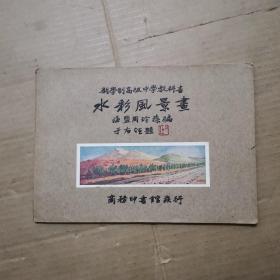 新學制高級中學教科書
水彩風景畫
海鹽周玲蓀編
于右任題
商務印書館發行